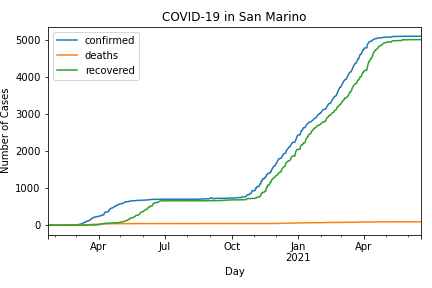 COVID-19 in San Marino
confirmed
deaths
recovered
Number of Cases
5000
4000
3000
2000
1000
0
Apr
Jul
Oct
Jan
2021
Apr
Day